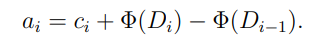 a_i = c_i + Φ(D_i) − Φ(D_{i−1}).